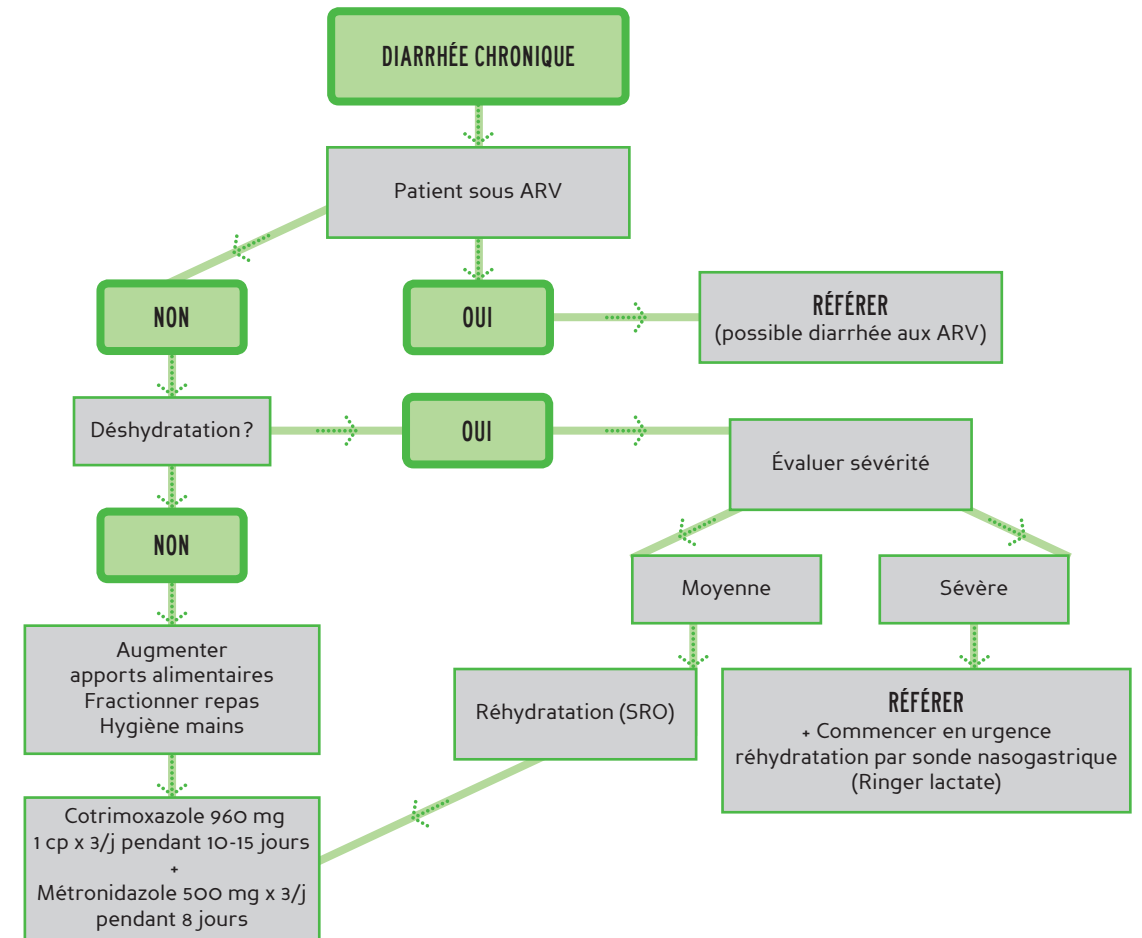 DIARRHÉE CHRONIQUE
Patient sous ARV
NON
OUI
RÉFÉRER
(possible diarrhée aux ARV)
Déshydratation?
OUI
Évaluer sévérité
NON
Moyenne
Sévère
Augmenter
apports alimentaires
Fractionner repas
Hygiène mains
Réhydratation (SRO)
RÉFÉRER
+ Commencer en urgence
réhydratation par sonde nasogastrique
(Ringer lactate)
Cotrimoxazole 960 mg
1 cp x 3/j pendant 10-15 jours
+
Métronidazole 500 mg x 3/j
pendant 8 jours